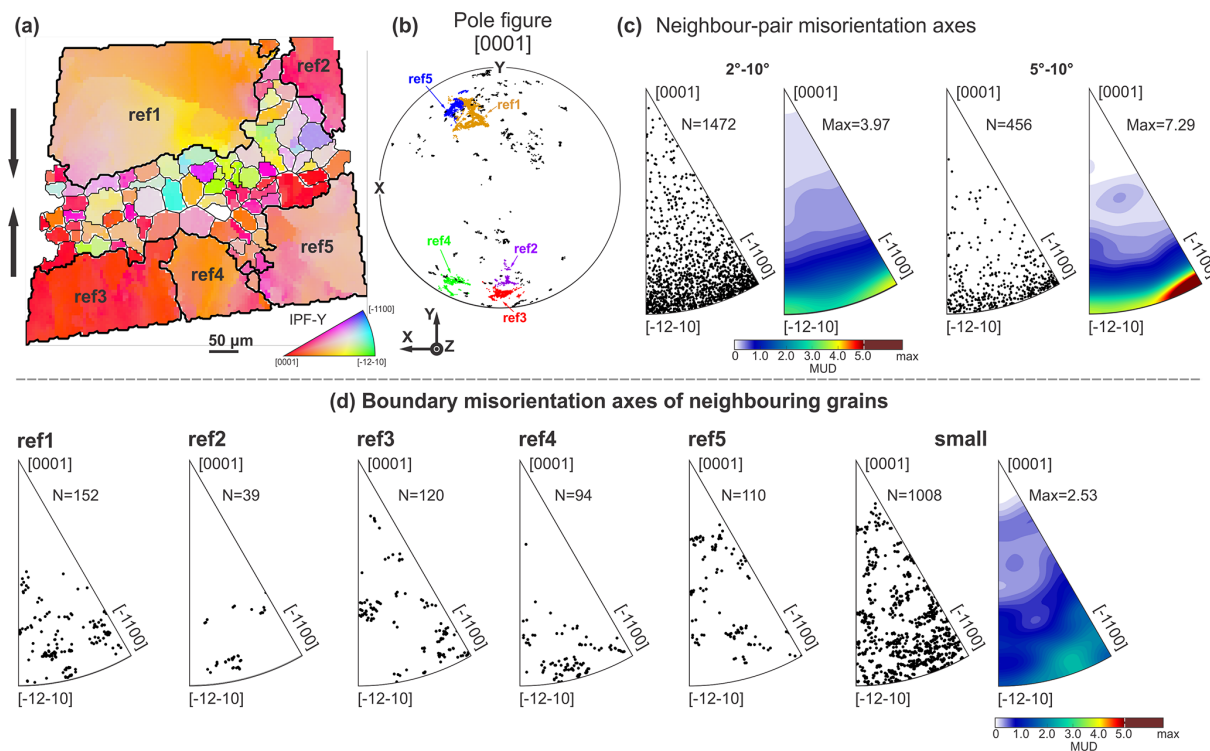 (a)
ref1
ref2
ref3
ref4
ref5
IPF-Y
[-1100]
[0001]
[-12-10]
50 µm
(b)
Pole figure
[0001]
Y
X
ref5
ref1
ref4
ref2
ref3
Y
X
Z
(c) Neighbour-pair misorientation axes
2°-10°
5°-10°
[0001]
N=1472
[-1100]
[-12-10]
[0001]
Max=3.97
[-1100]
[-12-10]
[0001]
N=456
[-1100]
[-12-10]
[0001]
Max=7.29
[-1100]
[-12-10]
0 1.0 2.0 3.0 4.0 5.0 max
MUD
(d) Boundary misorientation axes of neighbouring grains
ref1
[0001]
N=152
[-1100]
[-12-10]
ref2
[0001]
N=39
[-1100]
[-12-10]
ref3
[0001]
N=120
[-1100]
[-12-10]
ref4
[0001]
N=94
[-1100]
[-12-10]
ref5
[0001]
N=110
[-1100]
[-12-10]
small
[0001]
N=1008
[-1100]
[-12-10]
[0001]
Max=2.53
[-1100]
[-12-10]
0 1.0 2.0 3.0 4.0 5.0 max
MUD